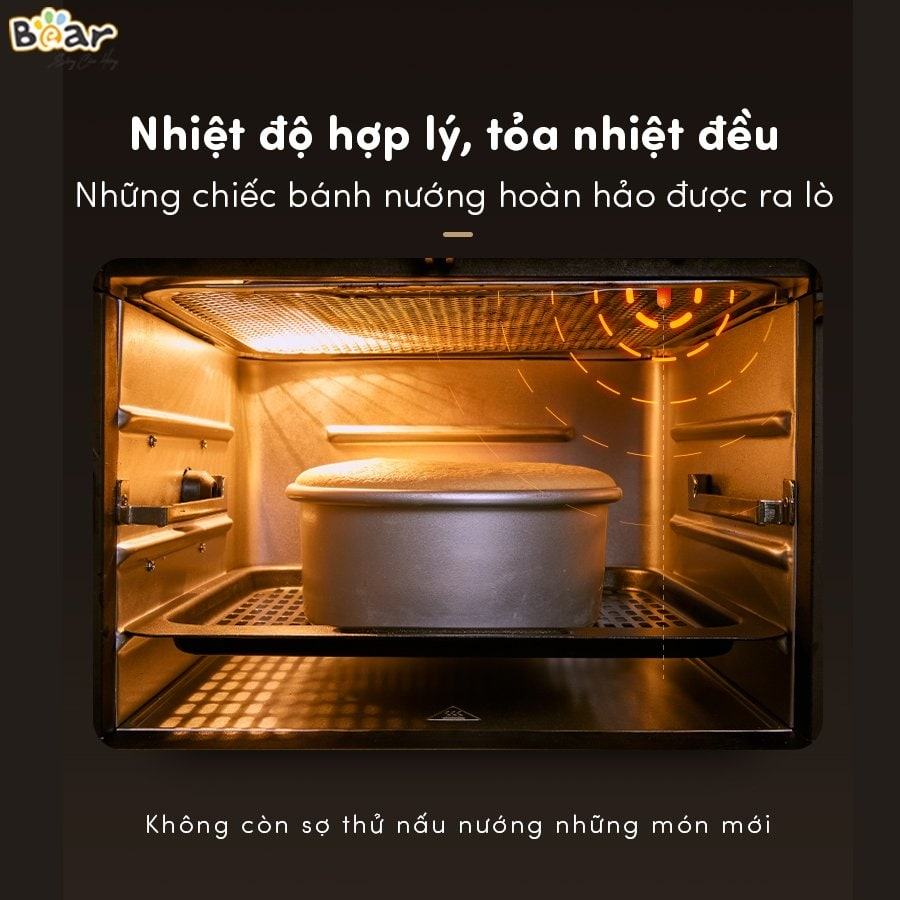 Bear
Nhiệt độ hợp lý, tỏa nhiệt đều
Những chiếc bánh nướng hoàn hảo được ra lò
Không còn sợ thử nấu nướng những món mới